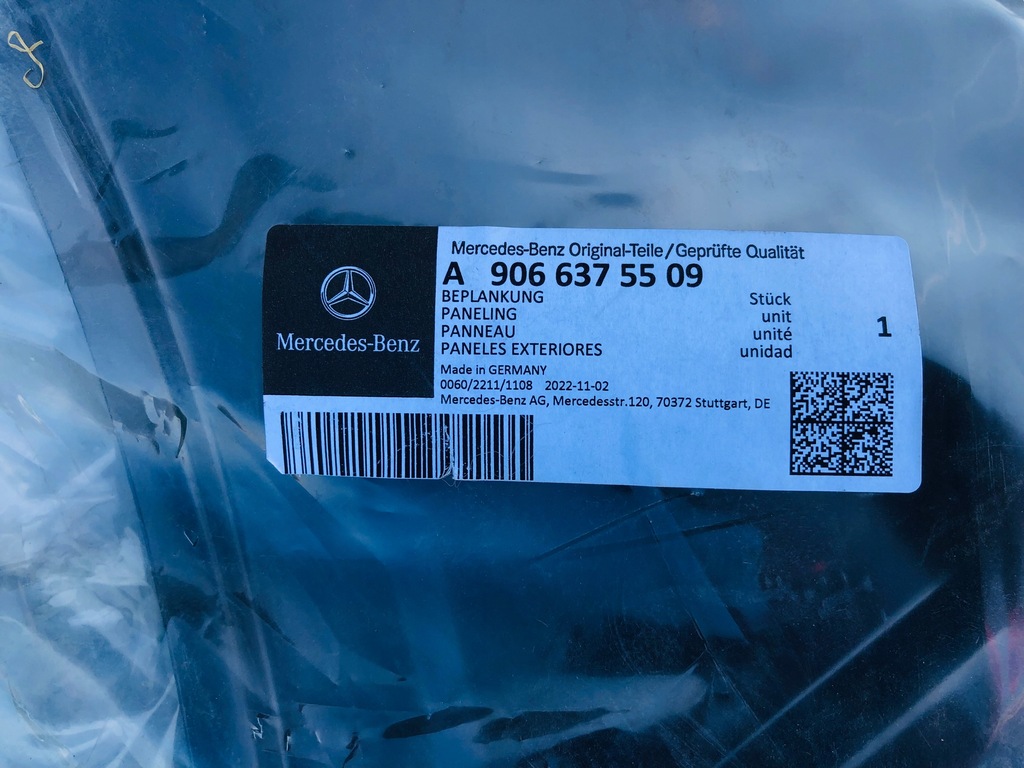 Mercedes-Benz
Mercedes-Benz Original-Teile/Geprüfte Qualität
A 906 637 55 09
BEPLANKUNG Stück
PANELING unit
PANNEAU unité
PANELES EXTERIORES unidad
1
Made in GERMANY
0060/2211/1108 2022-11-02
Mercedes-Benz AG, Mercedesstr.120, 70372 Stuttgart, DE